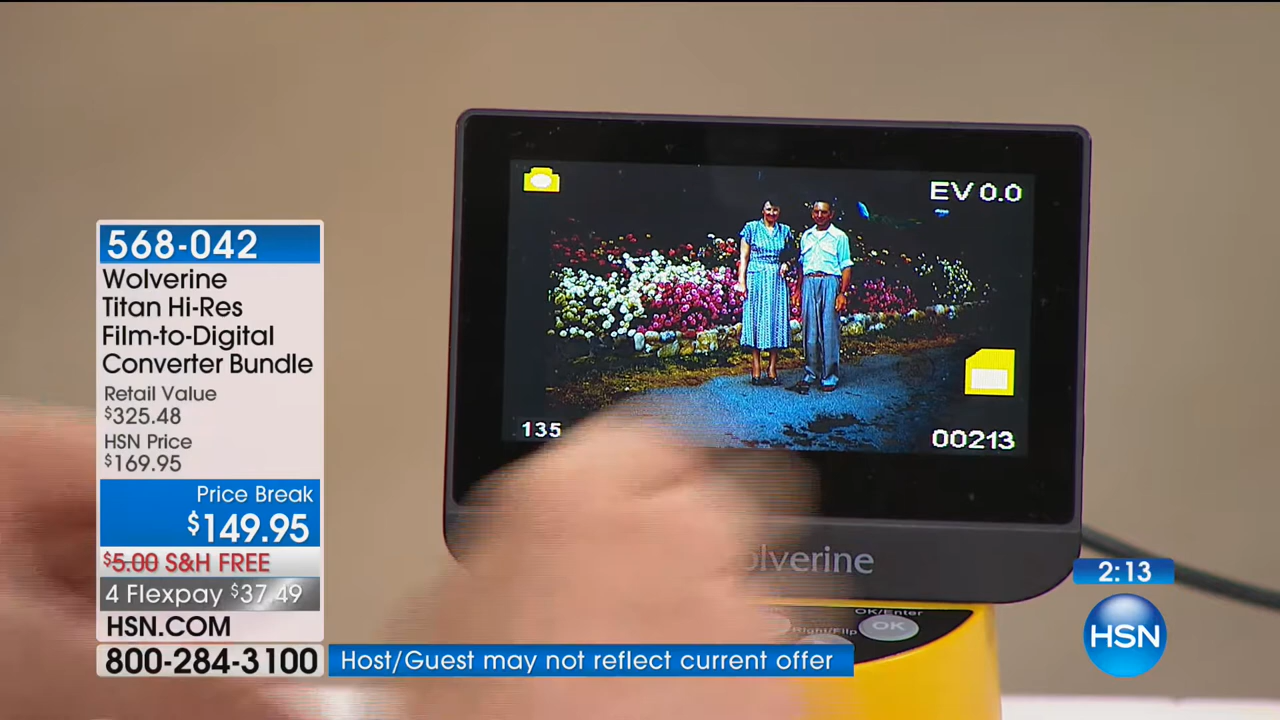 568-042
Wolverine
Titan Hi-Res
Film-to-Digital
Converter Bundle
Retail Value
$325.48
HSN Price
$169.95
Price Break
$149.95
$5.00 S&H FREE
4 Flexpay $37.49
HSN.COM
800-284-3100
Host/Guest may not reflect current offer
EV 0.0
135
00213
olverine
OK/Enter
Right/Flip
OK
2:13
HSN